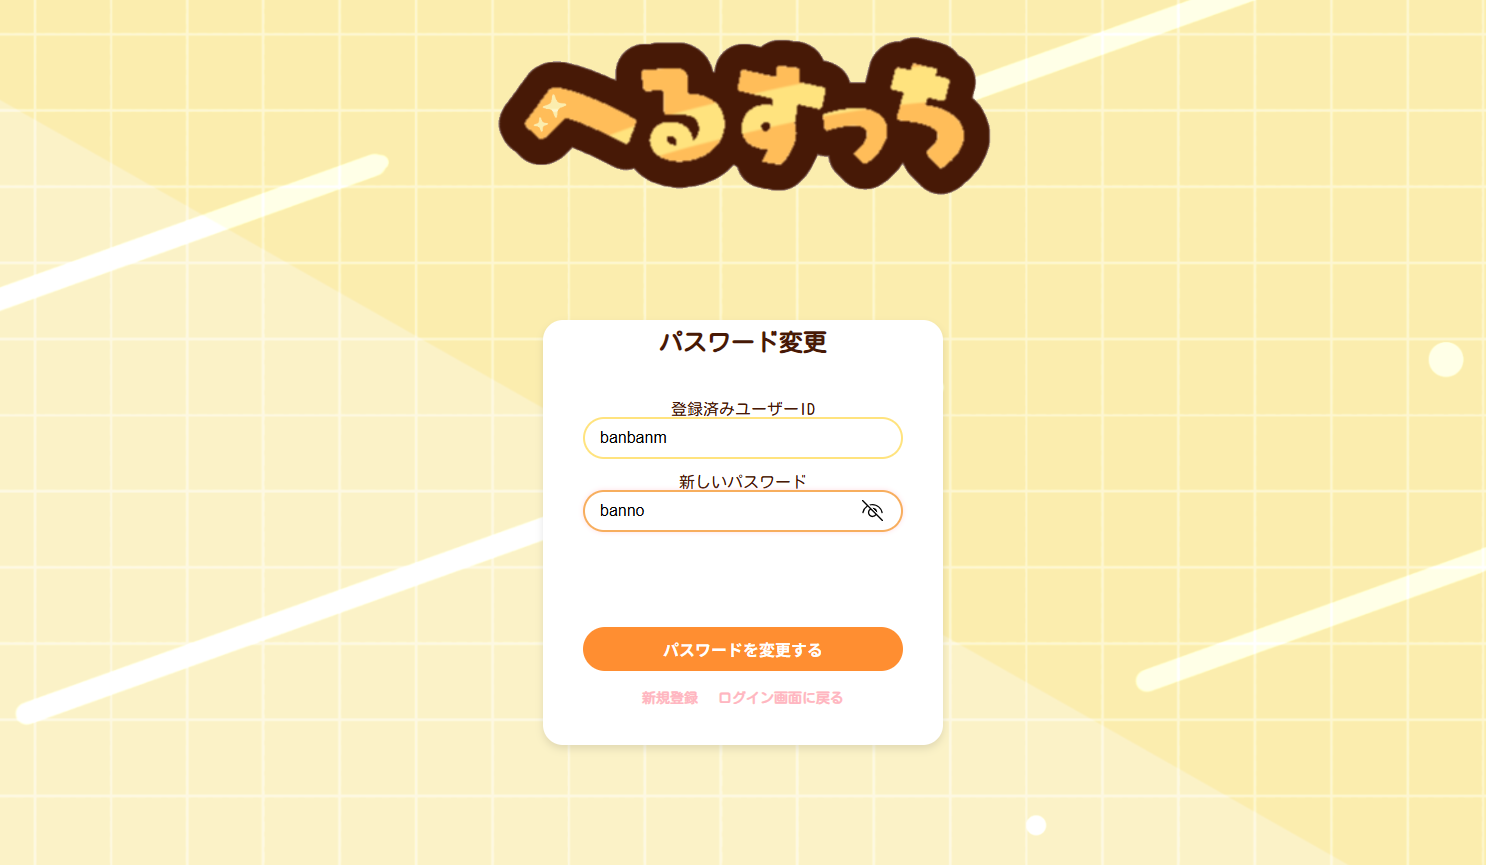 へるすっち
パスワード変更
登録済みユーザーID
banbanm
新しいパスワード
banno
パスワードを変更する
新規登録 ログイン画面に戻る